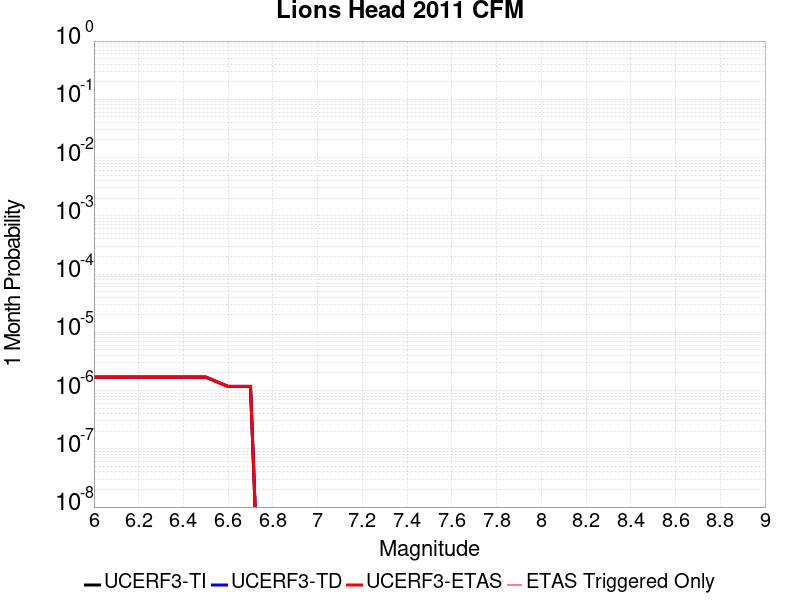 Lions Head 2011 CFM
10^0
10^-1
10^-2
10^-3
10^-4
10^-5
10^-6
10^-7
10^-8
1 Month Probability
6 6.2 6.4 6.6 6.8 7 7.2 7.4 7.6 7.8 8 8.2 8.4 8.6 8.8 9
Magnitude
UCERF3-TI UCERF3-TD UCERF3-ETAS ETAS Triggered Only